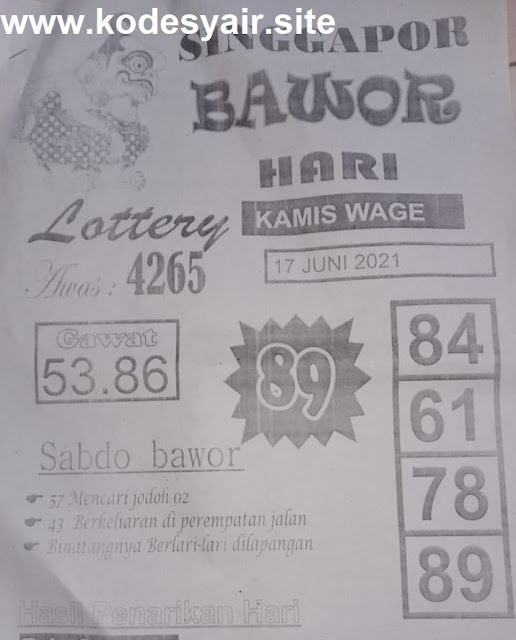 www.kodesyair.site
SINGGAPOR
BAWOR
HARI
Lottery
KAMIS WAGE
17 JUNI 2021
Awas : 4265
Gawat
53.86
89
84
61
78
89
Sabdo bawor
57 Mencari jodoh 02
43 Berkeliaran di perempatan jalan
Binatangnya Berlari-lari dilapangan
Hasil Penarikan Hari